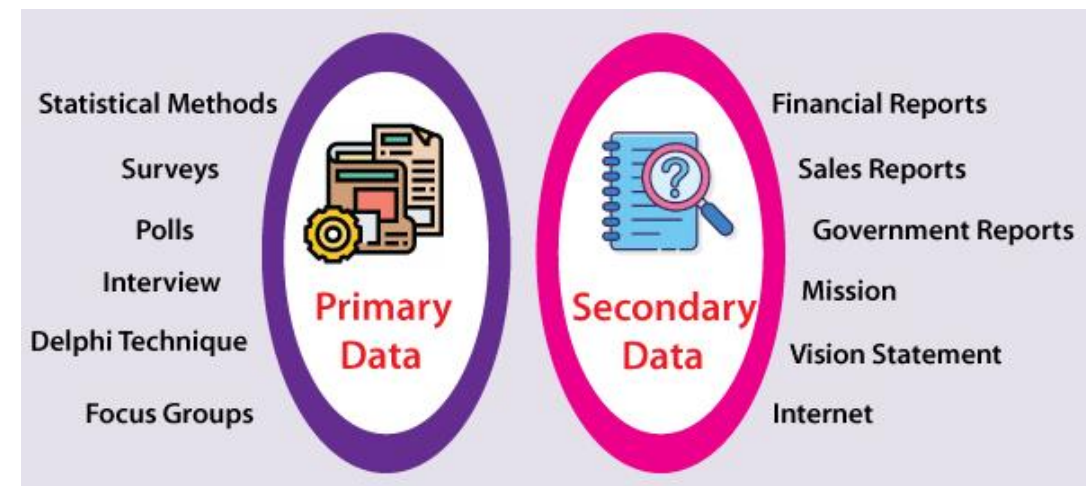 Statistical Methods
Surveys
Polls
Interview
Delphi Technique
Focus Groups
Primary
Data
Secondary
Data
Financial Reports
Sales Reports
Government Reports
Mission
Vision Statement
Internet